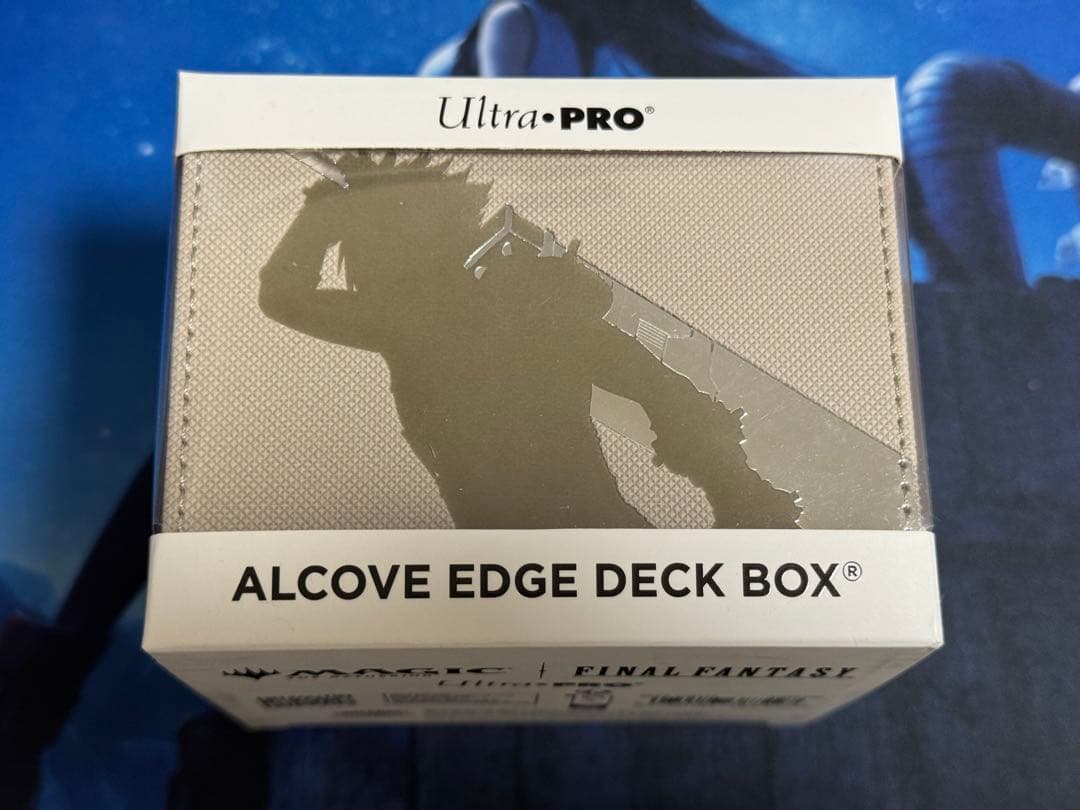 Ultra•PRO®
ALCOVE EDGE DECK BOX®
MAGIC | FINAL FANTASY
Ultra•PRO®